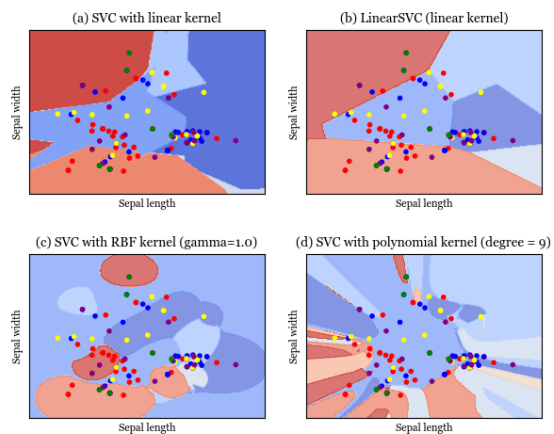 (a) SVC with linear kernel
(b) LinearSVC (linear kernel)
Sepal width
Sepal width
Sepal length
Sepal length
(c) SVC with RBF kernel (gamma=1.0)
(d) SVC with polynomial kernel (degree = 9)
Sepal width
Sepal width
Sepal length
Sepal length